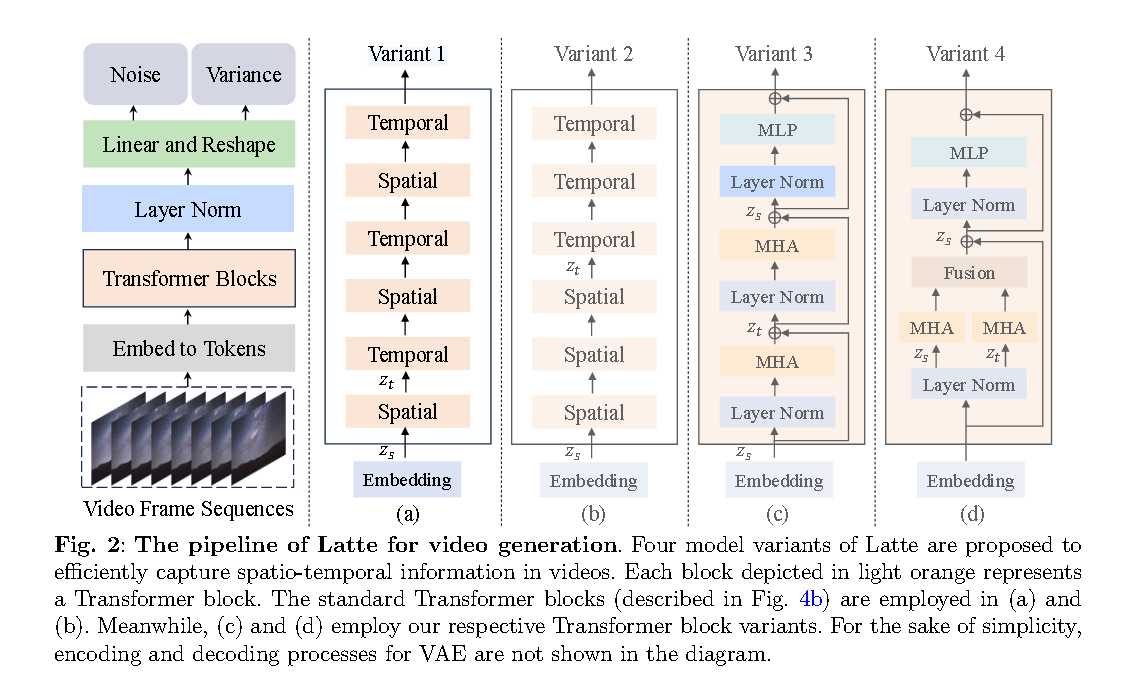 Noise
Variance
Linear and Reshape
Layer Norm
Transformer Blocks
Embed to Tokens
Video Frame Sequences
Variant 1
Temporal
Spatial
Temporal
Spatial
Temporal
z_t
Spatial
z_s
Embedding
(a)
Variant 2
Temporal
Temporal
Temporal
z_t
Spatial
Spatial
Spatial
z_s
Embedding
(b)
Variant 3
MLP
Layer Norm
z_s
MHA
Layer Norm
z_t
MHA
Layer Norm
z_s
Embedding
(c)
Variant 4
MLP
Layer Norm
z_s
Fusion
MHA MHA
z_s z_t
Layer Norm
Embedding
(d)
Fig. 2: The pipeline of Latte for video generation. Four model variants of Latte are proposed to
efficiently capture spatio-temporal information in videos. Each block depicted in light orange represents
a Transformer block. The standard Transformer blocks (described in Fig. 4b) are employed in (a) and
(b). Meanwhile, (c) and (d) employ our respective Transformer block variants. For the sake of simplicity,
encoding and decoding processes for VAE are not shown in the diagram.